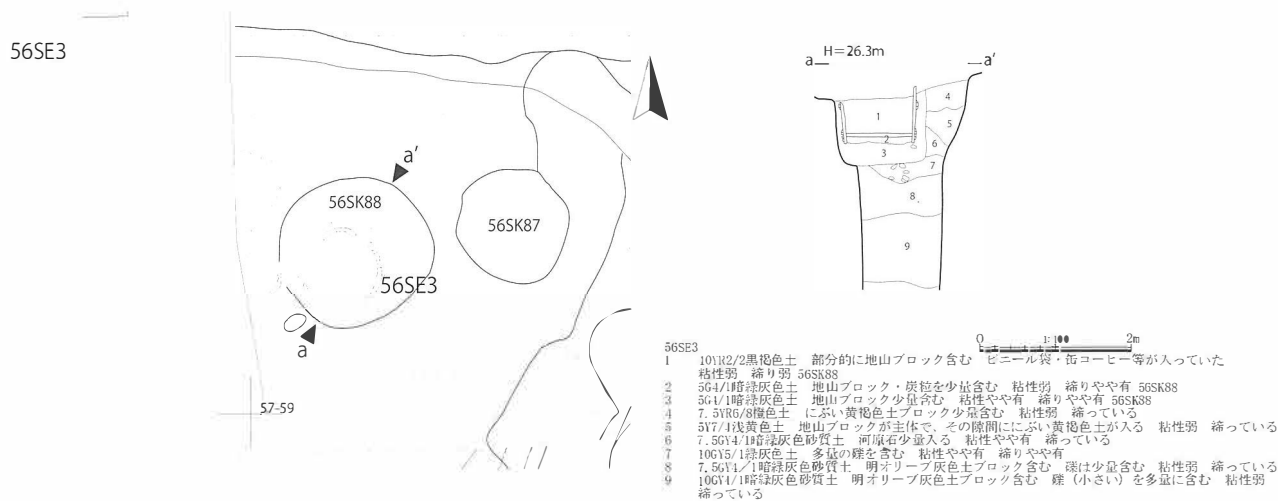 56SE3
a'
56SK88
56SK87
56SE3
a
57-59
H=26.3m
a
a'
1
2
3
4
5
6
7
8
9
0
1:100
2m
56SE3
1 10YR2/2黒褐色土 部分的に地山ブロック含む ビニール袋・缶コーヒー等が入っていた
粘性弱 締り弱 56SK88
2 5G4/1暗緑灰色土 地山ブロック・炭粒を少量含む 粘性弱 締りやや有 56SK88
3 5G4/1暗緑灰色土 地山ブロック少量含む 粘性やや有 締りやや有 56SK88
4 7.5YR6/8橙色土 にぶい黄褐色土ブロック少量含む 粘性弱 締っている
5 5Y7/4浅黄色土 地山ブロックが主体で、その隙間ににぶい黄褐色土が入る 粘性弱 締っている
6 7.5GY4/1暗緑灰色砂質土 河原石少量入る 粘性やや有 締っている
7 10GY5/1緑灰色土 多量の礫を含む 粘性やや有 締りやや有
8 7.5GY4/1暗緑灰色砂質土 明オリーブ灰色土ブロック含む 礫は少量含む 粘性弱 締っている
9 10GY4/1暗緑灰色砂質土 明オリーブ灰色土ブロック含む 礫（小さい）を多量に含む 粘性弱
締っている